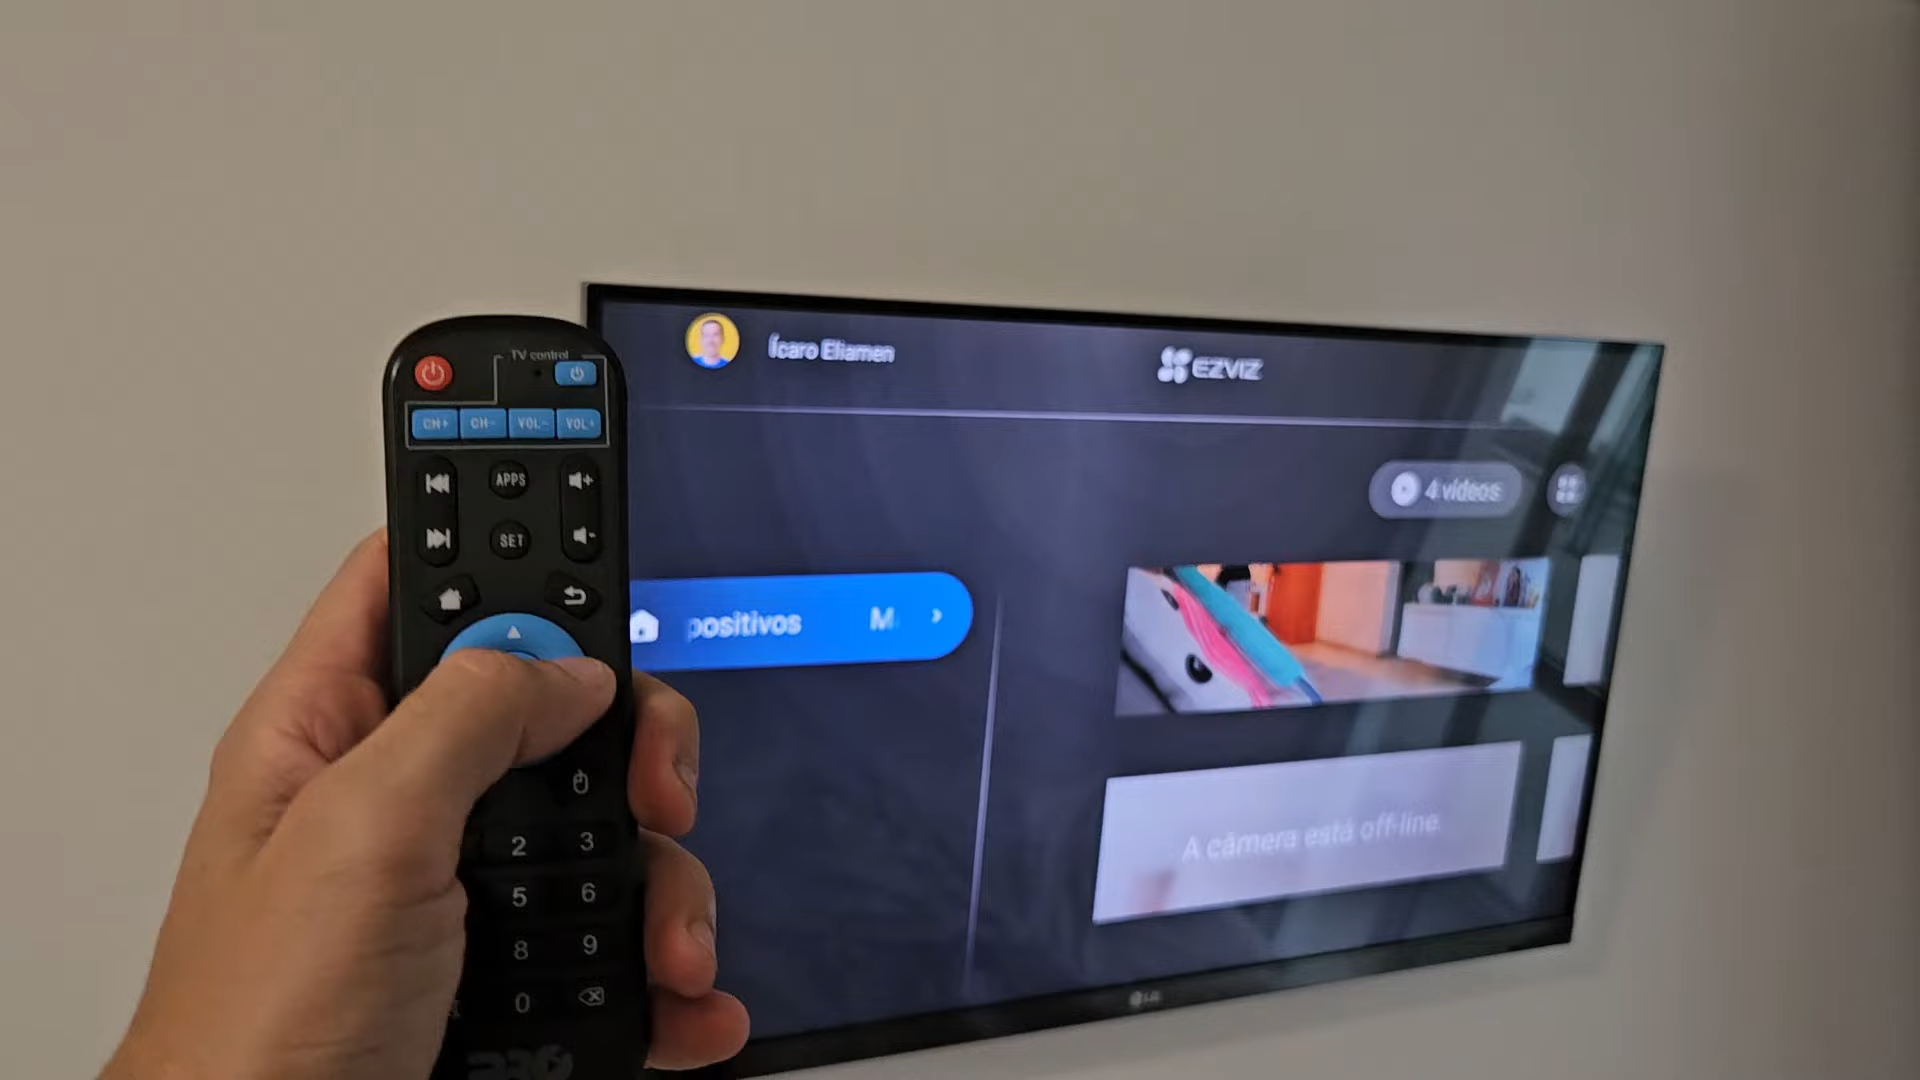 TV control
CH+ CH- VOL- VOL+
APPS
SET
2 3
5 6
8 9
0
Ícaro Eliamen
EZVIZ
4 vídeos
positivos M
A câmera está off-line.
LG